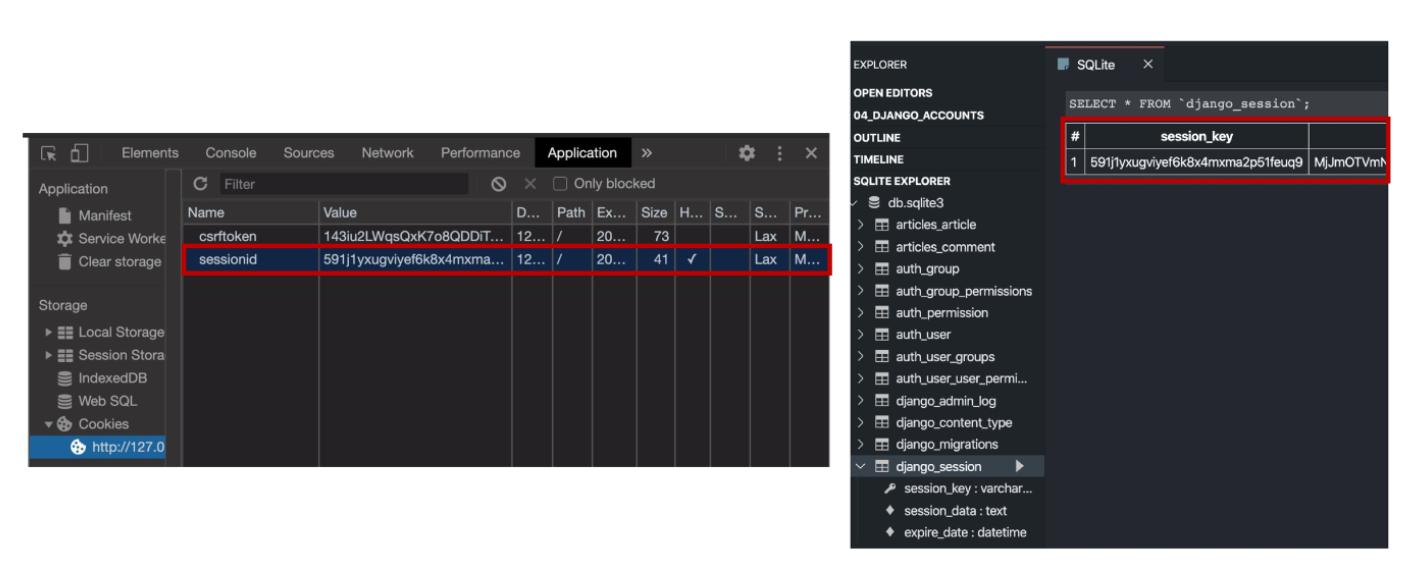 Elements Console Sources Network Performance Application »
Application
Manifest
Service Worke
Clear storage
Storage
Local Storage
Session Stora
IndexedDB
Web SQL
Cookies
http://127.0
Filter Only blocked
Name Value D... Path Ex... Size H... S... S... Pr...
csrftoken 143iu2LWqsQxK7o8QDDiT... 12... / 20... 73 Lax M...
sessionid 591j1yxugviyef6k8x4mxma... 12... / 20... 41 ✓ Lax M...
EXPLORER
OPEN EDITORS
04_DJANGO_ACCOUNTS
OUTLINE
TIMELINE
SQLITE EXPLORER
db.sqlite3
articles_article
articles_comment
auth_group
auth_group_permissions
auth_permission
auth_user
auth_user_groups
auth_user_user_permi...
django_admin_log
django_content_type
django_migrations
django_session
session_key : varchar...
session_data : text
expire_date : datetime
SQLite
SELECT * FROM `django_session`;
# session_key
1 591j1yxugviyef6k8x4mxma2p51feuq9 MjJmOTVmN